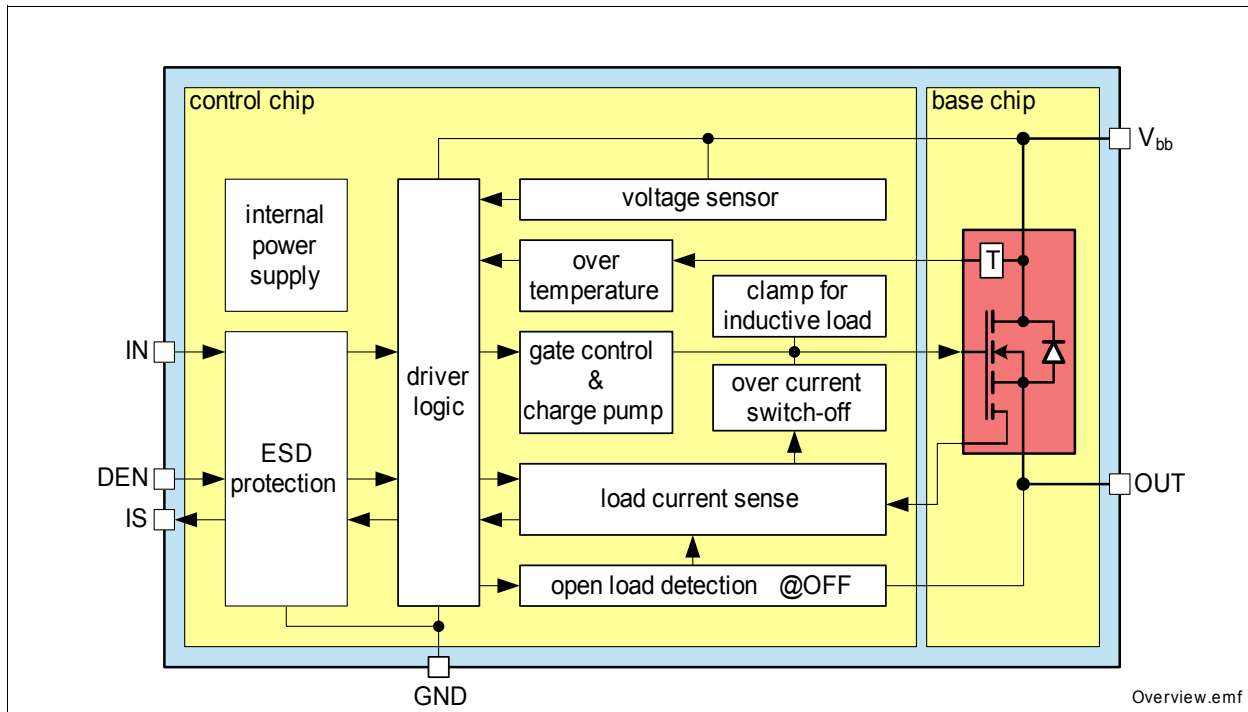 control chip
base chip
V_bb
voltage sensor
internal
power
supply
over
temperature
T
clamp for
inductive load
IN
driver
logic
gate control
&
charge pump
over current
switch-off
ESD
protection
DEN
IS
load current sense
OUT
open load detection @OFF
GND
Overview.emf